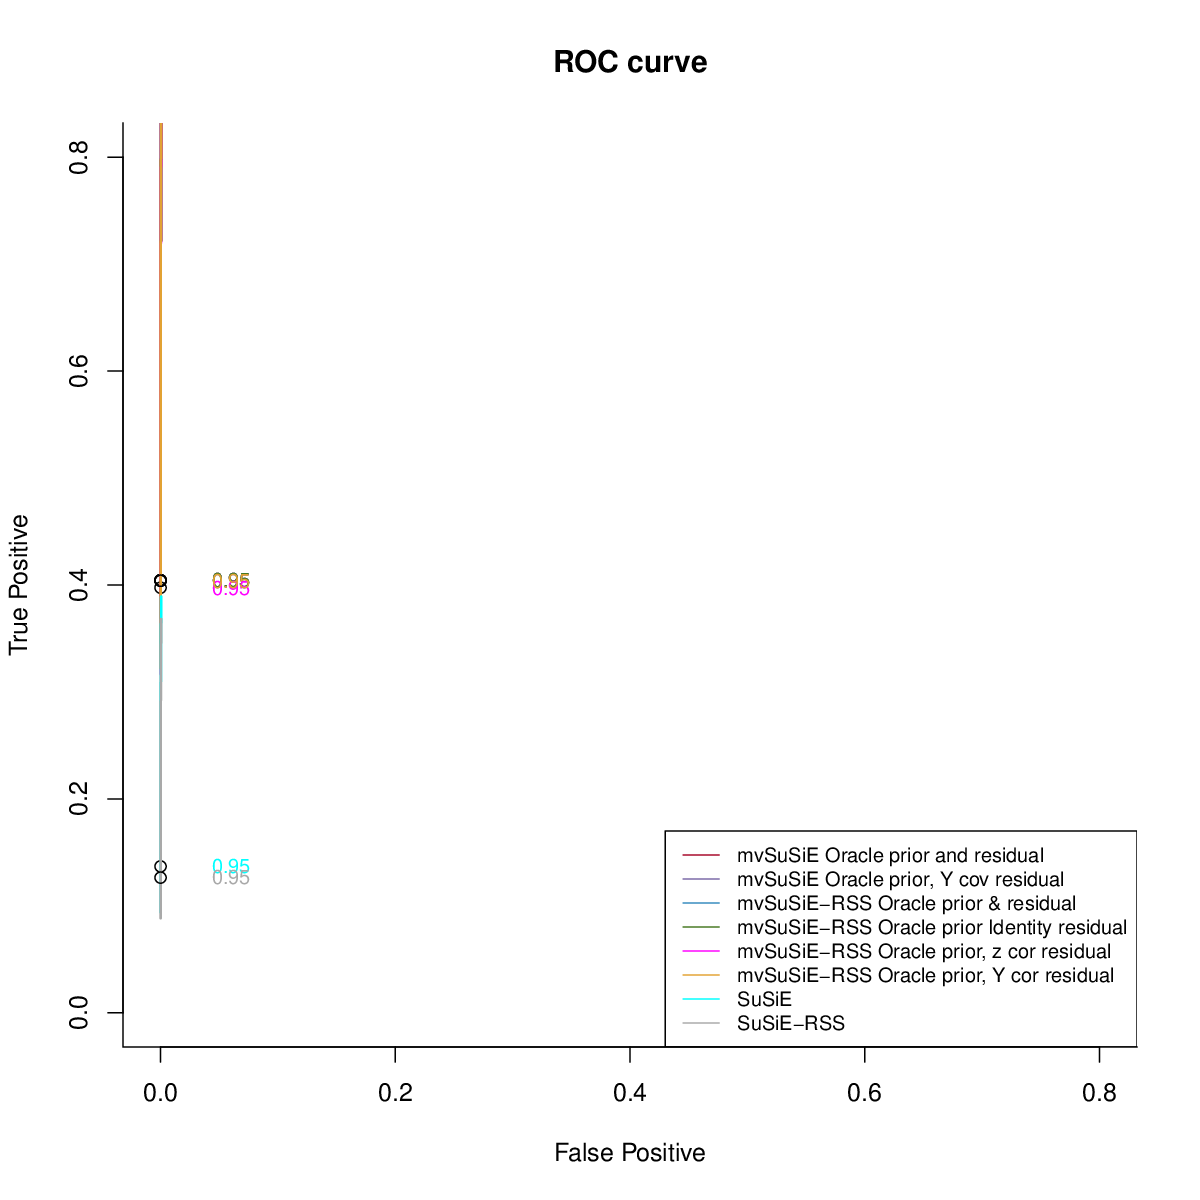 ROC curve
True Positive
0.8
0.6
0.4
0.2
0.0
0.95
0.95
0.95
0.95
mvSuSiE Oracle prior and residual
mvSuSiE Oracle prior, Y cov residual
mvSuSiE−RSS Oracle prior & residual
mvSuSiE−RSS Oracle prior Identity residual
mvSuSiE−RSS Oracle prior, z cor residual
mvSuSiE−RSS Oracle prior, Y cor residual
SuSiE
SuSiE−RSS
0.0 0.2 0.4 0.6 0.8
False Positive